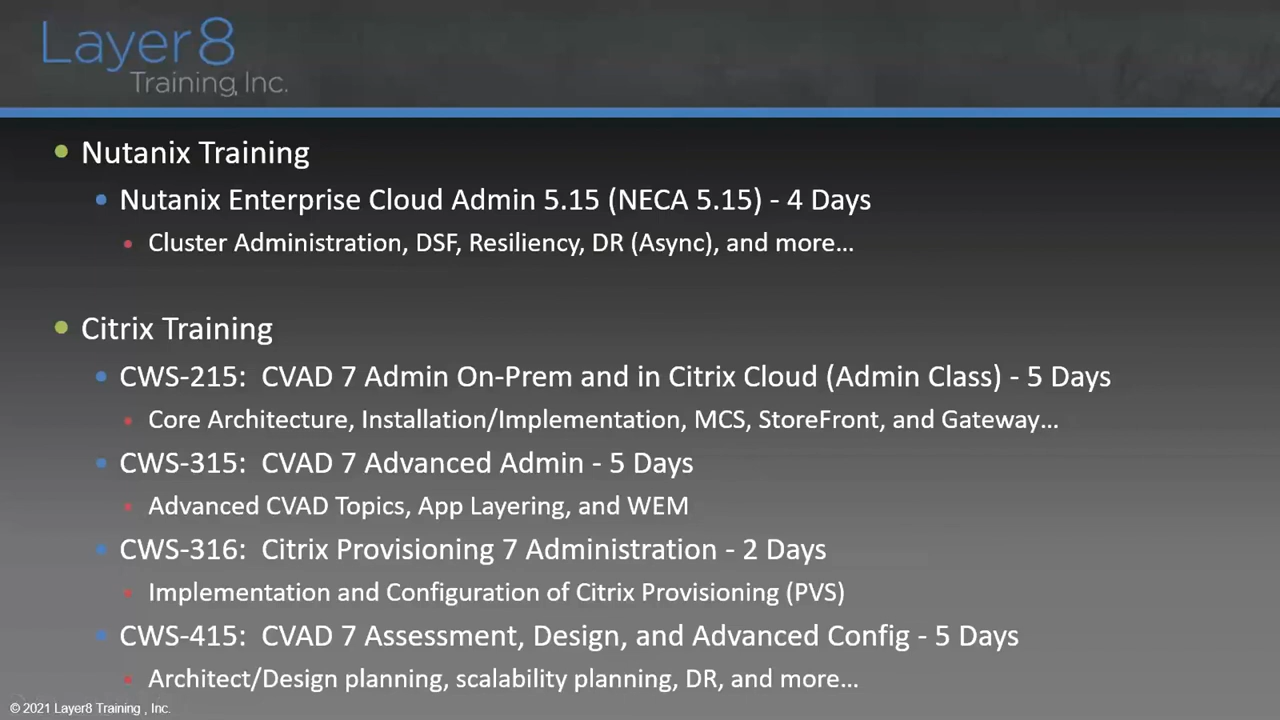 Layer8
Training, Inc.
Nutanix Training
Nutanix Enterprise Cloud Admin 5.15 (NECA 5.15) - 4 Days
Cluster Administration, DSF, Resiliency, DR (Async), and more...
Citrix Training
CWS-215: CVAD 7 Admin On-Prem and in Citrix Cloud (Admin Class) - 5 Days
Core Architecture, Installation/Implementation, MCS, StoreFront, and Gateway...
CWS-315: CVAD 7 Advanced Admin - 5 Days
Advanced CVAD Topics, App Layering, and WEM
CWS-316: Citrix Provisioning 7 Administration - 2 Days
Implementation and Configuration of Citrix Provisioning (PVS)
CWS-415: CVAD 7 Assessment, Design, and Advanced Config - 5 Days
Architect/Design planning, scalability planning, DR, and more...
© 2021 Layer8 Training , Inc.